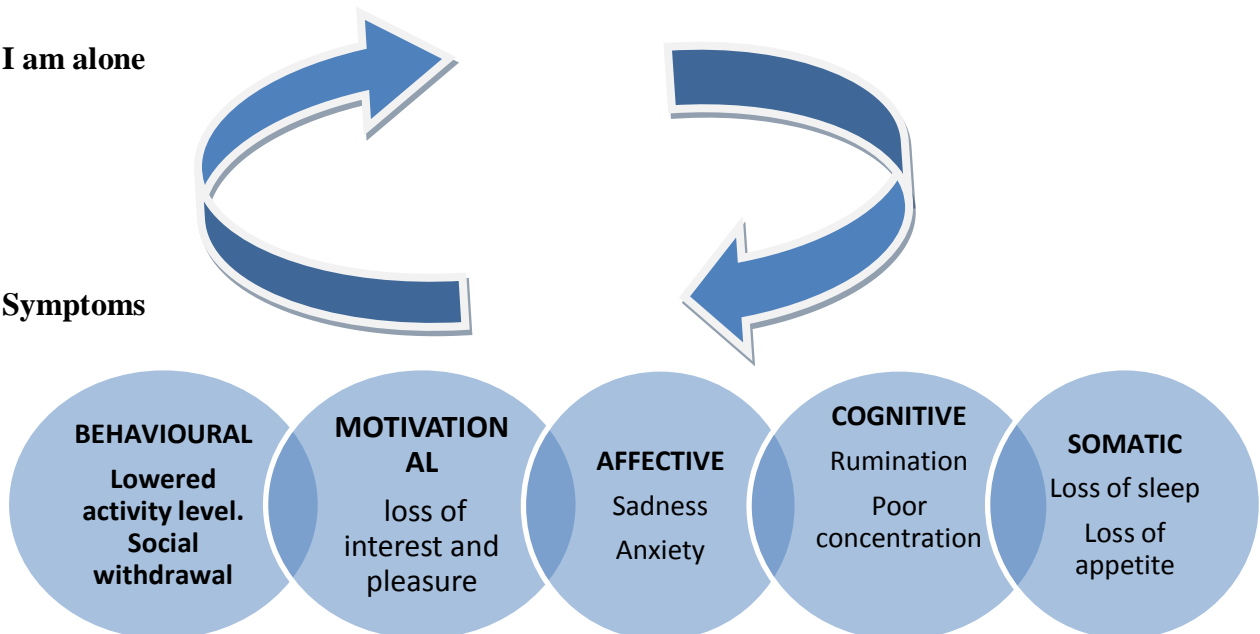 I am alone
Symptoms
BEHAVIOURAL
Lowered
activity level.
Social
withdrawal
MOTIVATION
AL
loss of
interest and
pleasure
AFFECTIVE
Sadness
Anxiety
COGNITIVE
Rumination
Poor
concentration
SOMATIC
Loss of sleep
Loss of
appetite